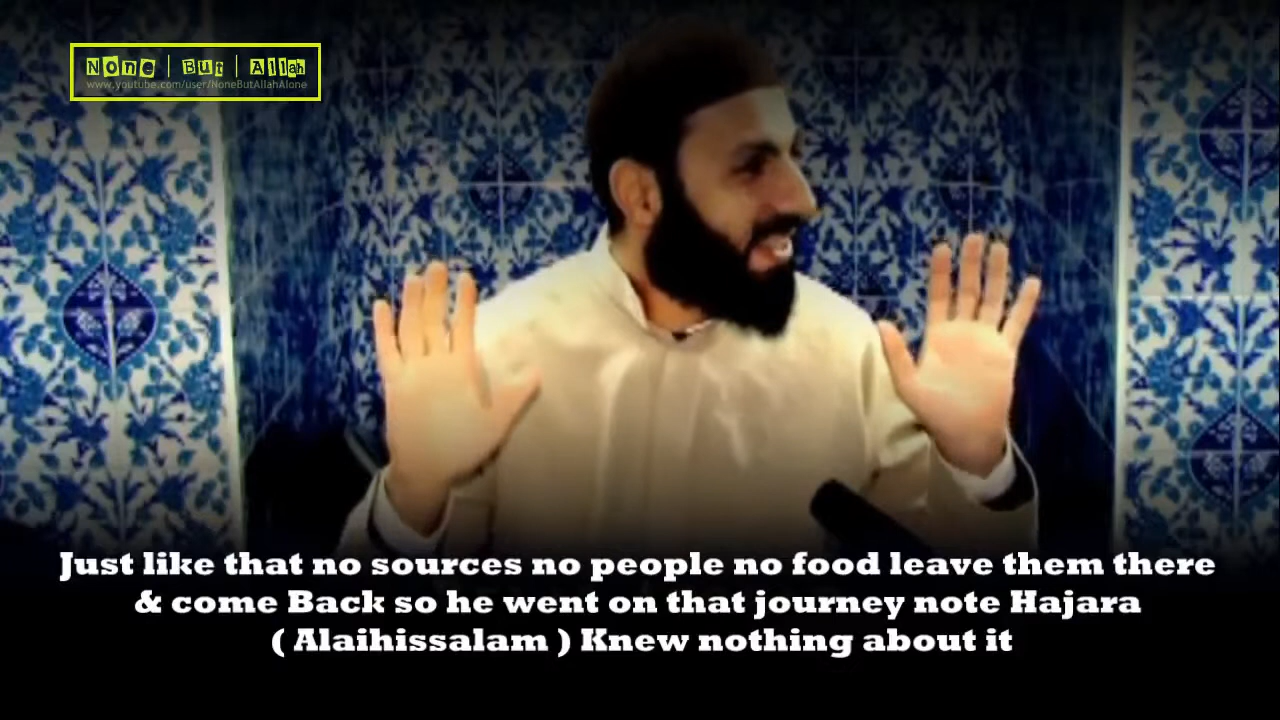 None | But | Allah
www.youtube.com/user/NoneButAllahAlone
Just like that no sources no people no food leave them there
& come Back so he went on that journey note Hajara
( Alaihissalam ) Knew nothing about it